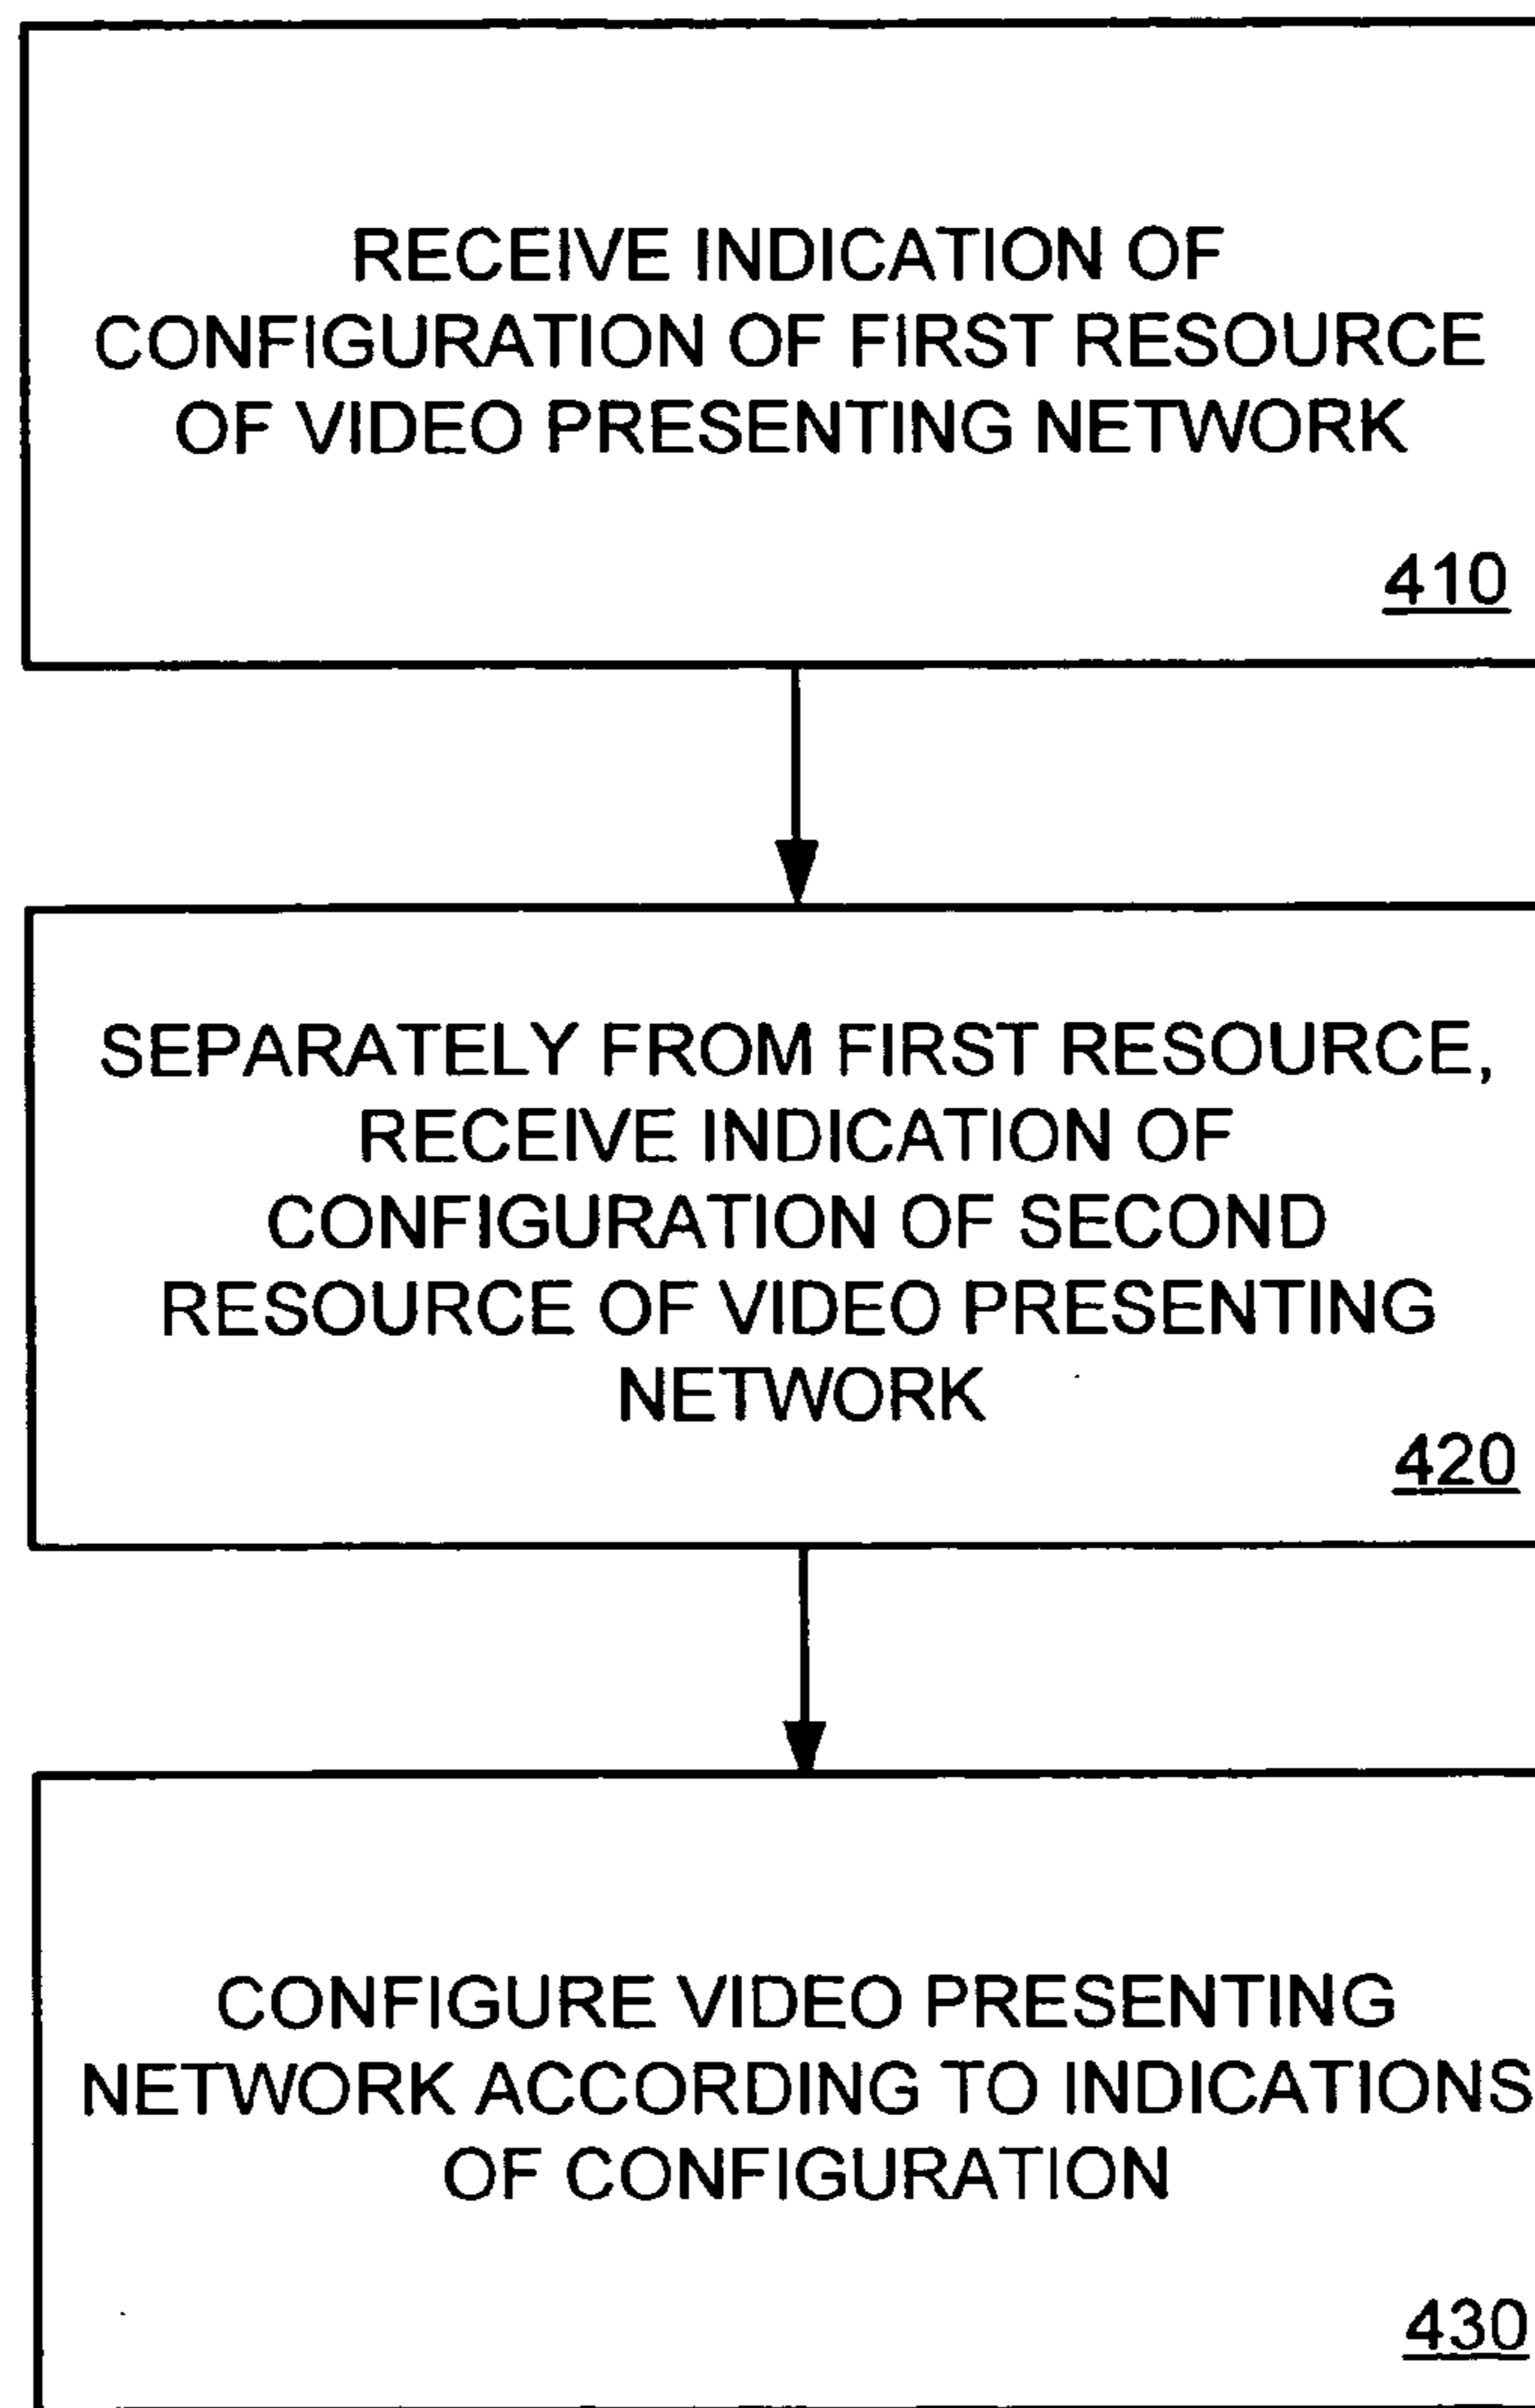 RECEIVE INDICATION OF
CONFIGURATION OF FIRST RESOURCE
OF VIDEO PRESENTING NETWORK
410
SEPARATELY FROM FIRST RESOURCE,
RECEIVE INDICATION OF
CONFIGURATION OF SECOND
RESOURCE OF VIDEO PRESENTING
NETWORK
420
CONFIGURE VIDEO PRESENTING
NETWORK ACCORDING TO INDICATIONS
OF CONFIGURATION
430